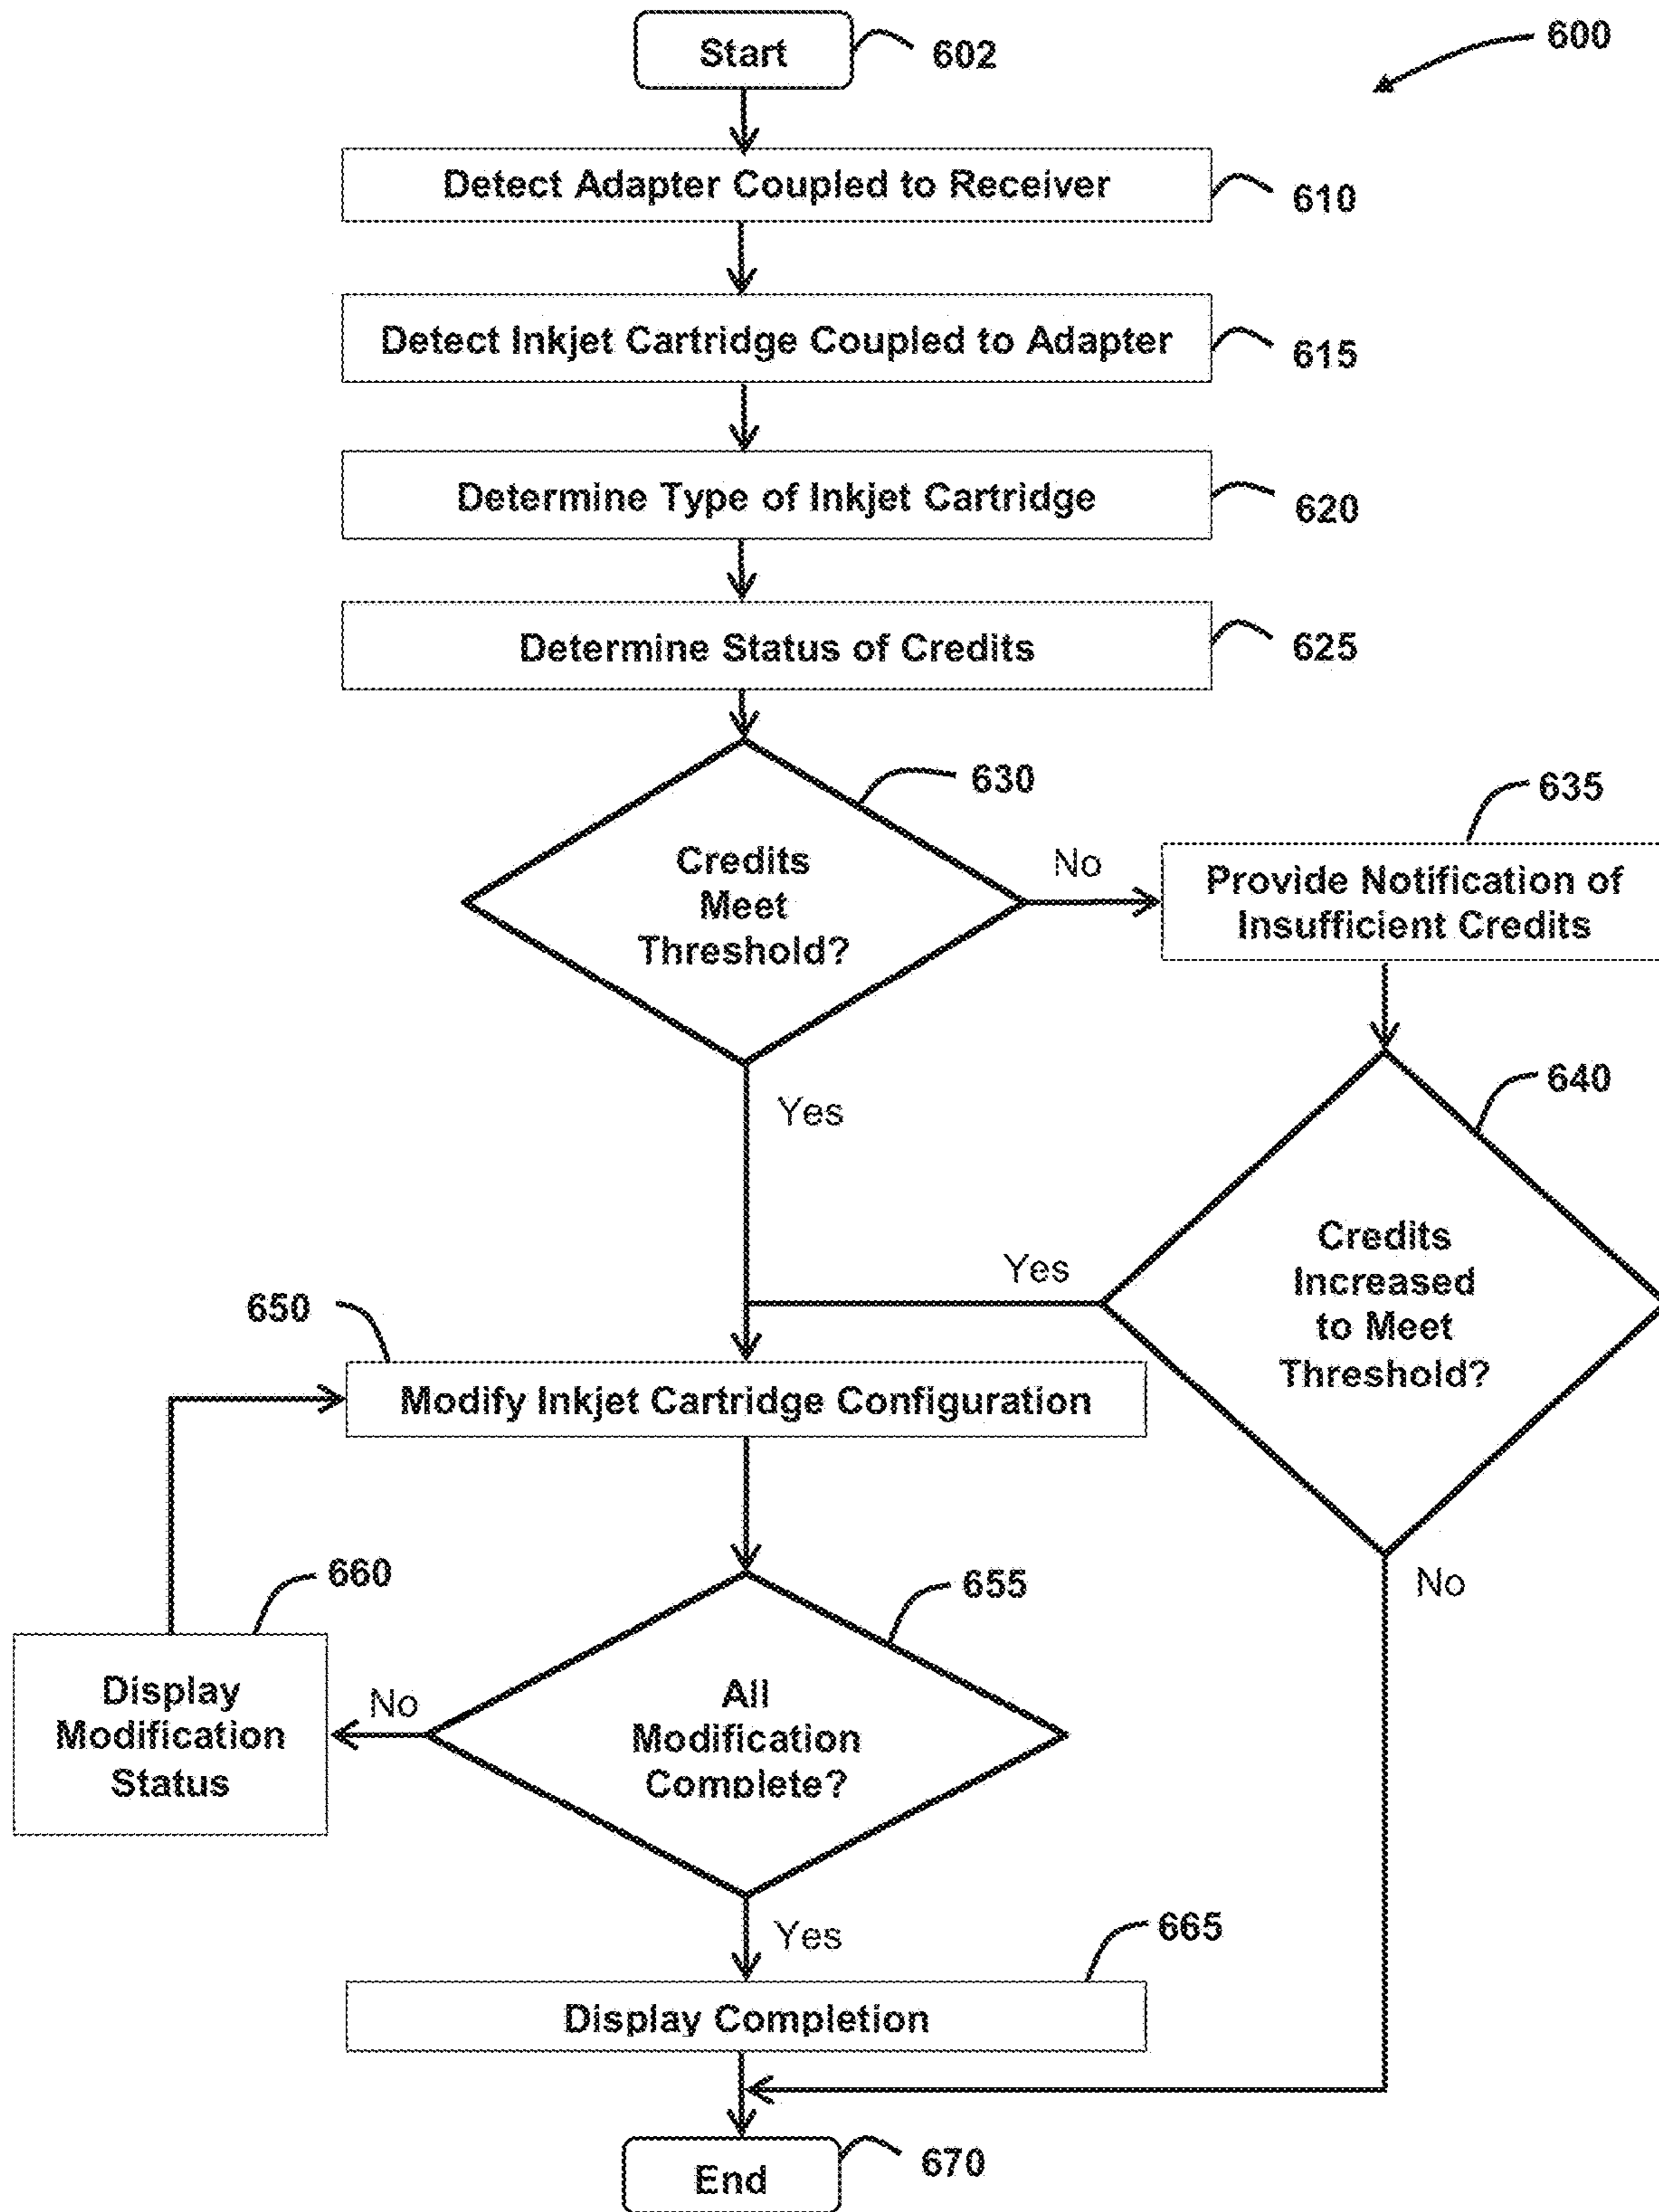 Start
602
600
Detect Adapter Coupled to Receiver
610
Detect Inkjet Cartridge Coupled to Adapter
615
Determine Type of Inkjet Cartridge
620
Determine Status of Credits
625
630
Credits
Meet
Threshold?
No
635
Provide Notification of
Insufficient Credits
Yes
640
Credits
Increased
to Meet
Threshold?
Yes
No
650
Modify Inkjet Cartridge Configuration
655
All
Modification
Complete?
No
660
Display
Modification
Status
Yes
665
Display Completion
End
670